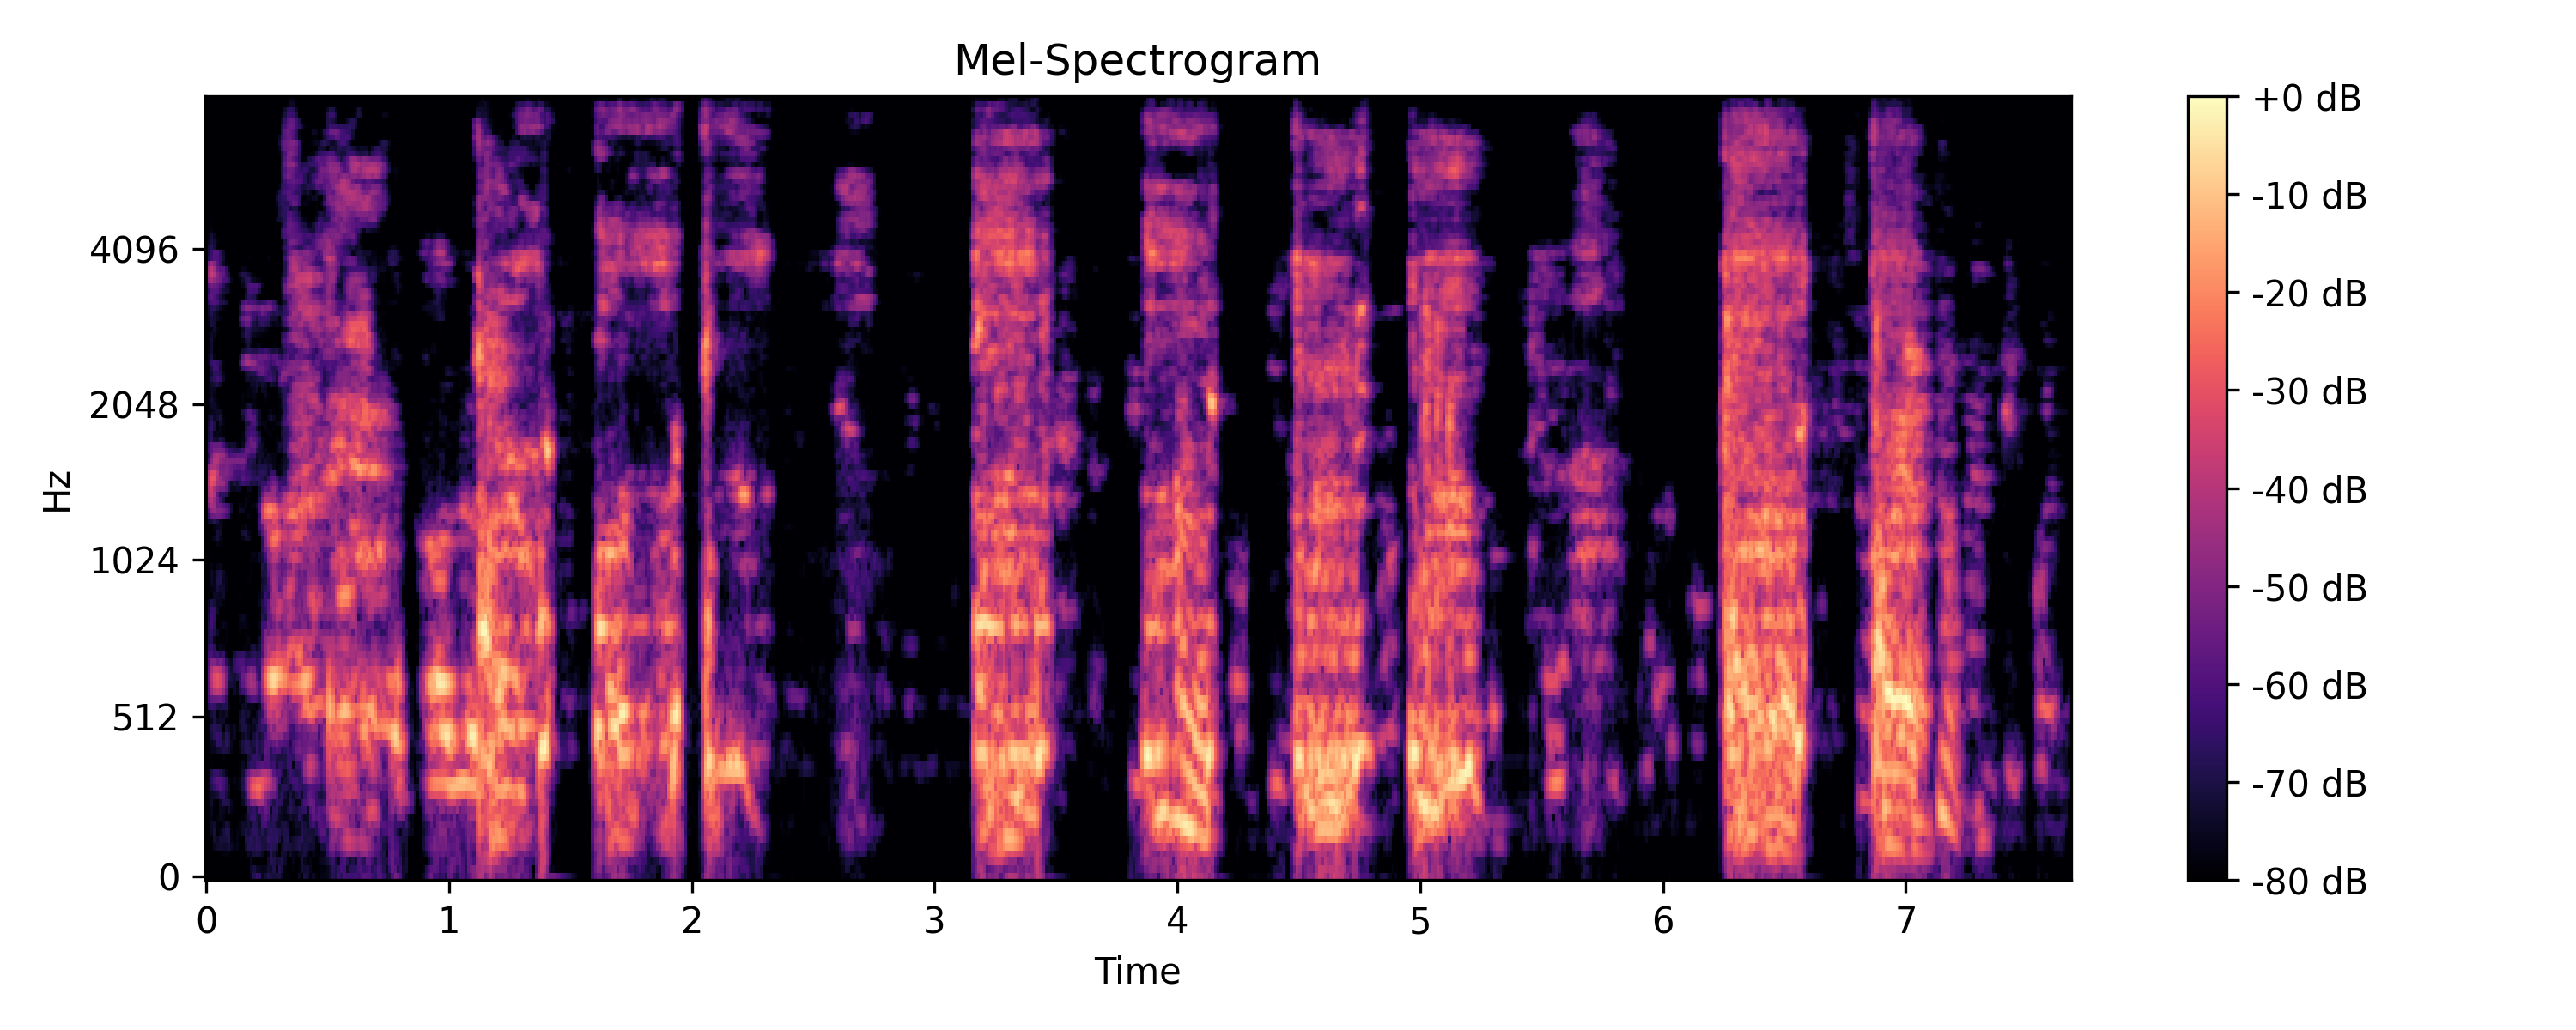 Mel-Spectrogram
+0 dB
-10 dB
-20 dB
-30 dB
-40 dB
-50 dB
-60 dB
-70 dB
-80 dB
Hz
4096
2048
1024
512
0
0 1 2 3 4 5 6 7
Time